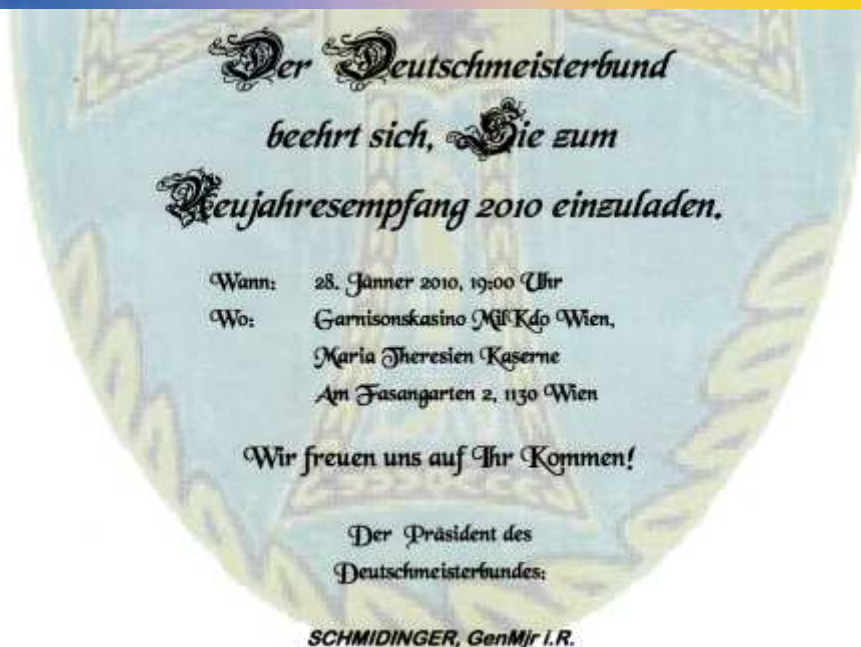 Der Deutschmeisterbund
beehrt sich, Sie zum
Neujahresempfang 2010 einzuladen.
Wann: 28. Jänner 2010, 19:00 Uhr
Wo: Garnisonskasino MilKdo Wien,
Maria Theresien Kaserne
Am Fasangarten 2, 1130 Wien
Wir freuen uns auf Ihr Kommen!
Der Präsident des
Deutschmeisterbundes:
SCHMIDINGER, GenMjr i.R.